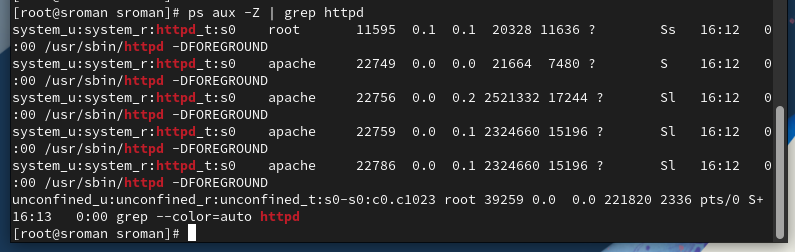 [root@sroman sroman]# ps aux -Z | grep httpd
system_u:system_r:httpd_t:s0    root       11595  0.1  0.1  20328 11636 ?        Ss   16:12   0
:00 /usr/sbin/httpd -DFOREGROUND
system_u:system_r:httpd_t:s0    apache     22749  0.0  0.0  21664  7480 ?        S    16:12   0
:00 /usr/sbin/httpd -DFOREGROUND
system_u:system_r:httpd_t:s0    apache     22756  0.0  0.2 2521332 17244 ?       Sl   16:12   0
:00 /usr/sbin/httpd -DFOREGROUND
system_u:system_r:httpd_t:s0    apache     22759  0.0  0.1 2324660 15196 ?       Sl   16:12   0
:00 /usr/sbin/httpd -DFOREGROUND
system_u:system_r:httpd_t:s0    apache     22786  0.0  0.1 2324660 15196 ?       Sl   16:12   0
:00 /usr/sbin/httpd -DFOREGROUND
unconfined_u:unconfined_r:unconfined_t:s0-s0:c0.c1023 root 39259 0.0  0.0 221820 2336 pts/0 S+
16:13   0:00 grep --color=auto httpd
[root@sroman sroman]#